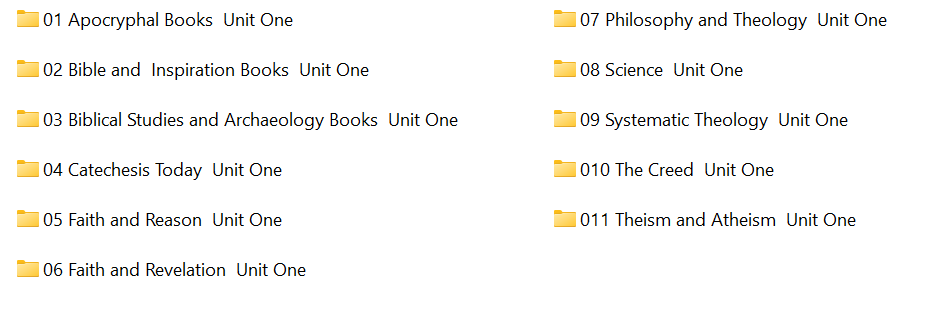 01 Apocryphal Books  Unit One
02 Bible and  Inspiration Books  Unit One
03 Biblical Studies and Archaeology Books  Unit One
04 Catechesis Today  Unit One
05 Faith and Reason  Unit One
06 Faith and Revelation  Unit One
07 Philosophy and Theology  Unit One
08 Science  Unit One
09 Systematic Theology  Unit One
010 The Creed  Unit One
011 Theism and Atheism  Unit One